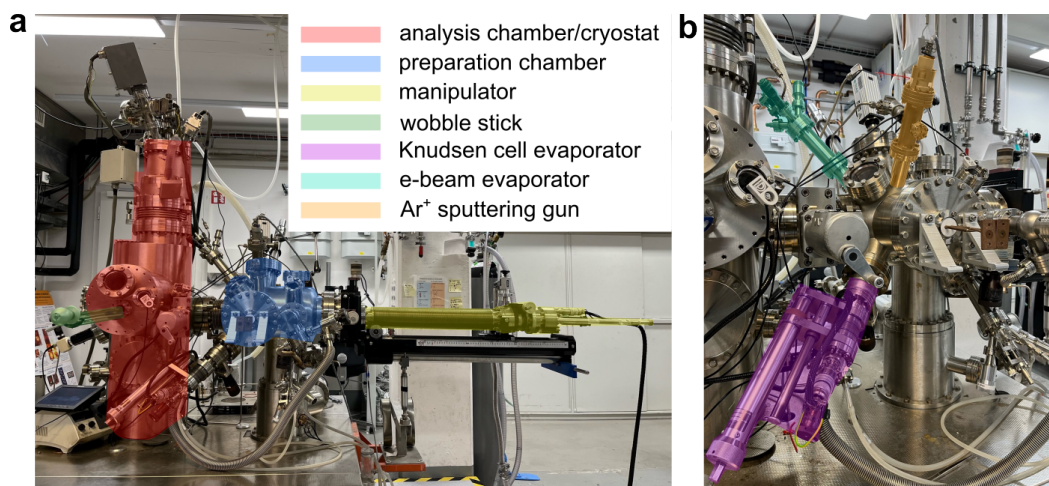 a
analysis chamber/cryostat
preparation chamber
manipulator
wobble stick
Knudsen cell evaporator
e-beam evaporator
Ar⁺ sputtering gun
b